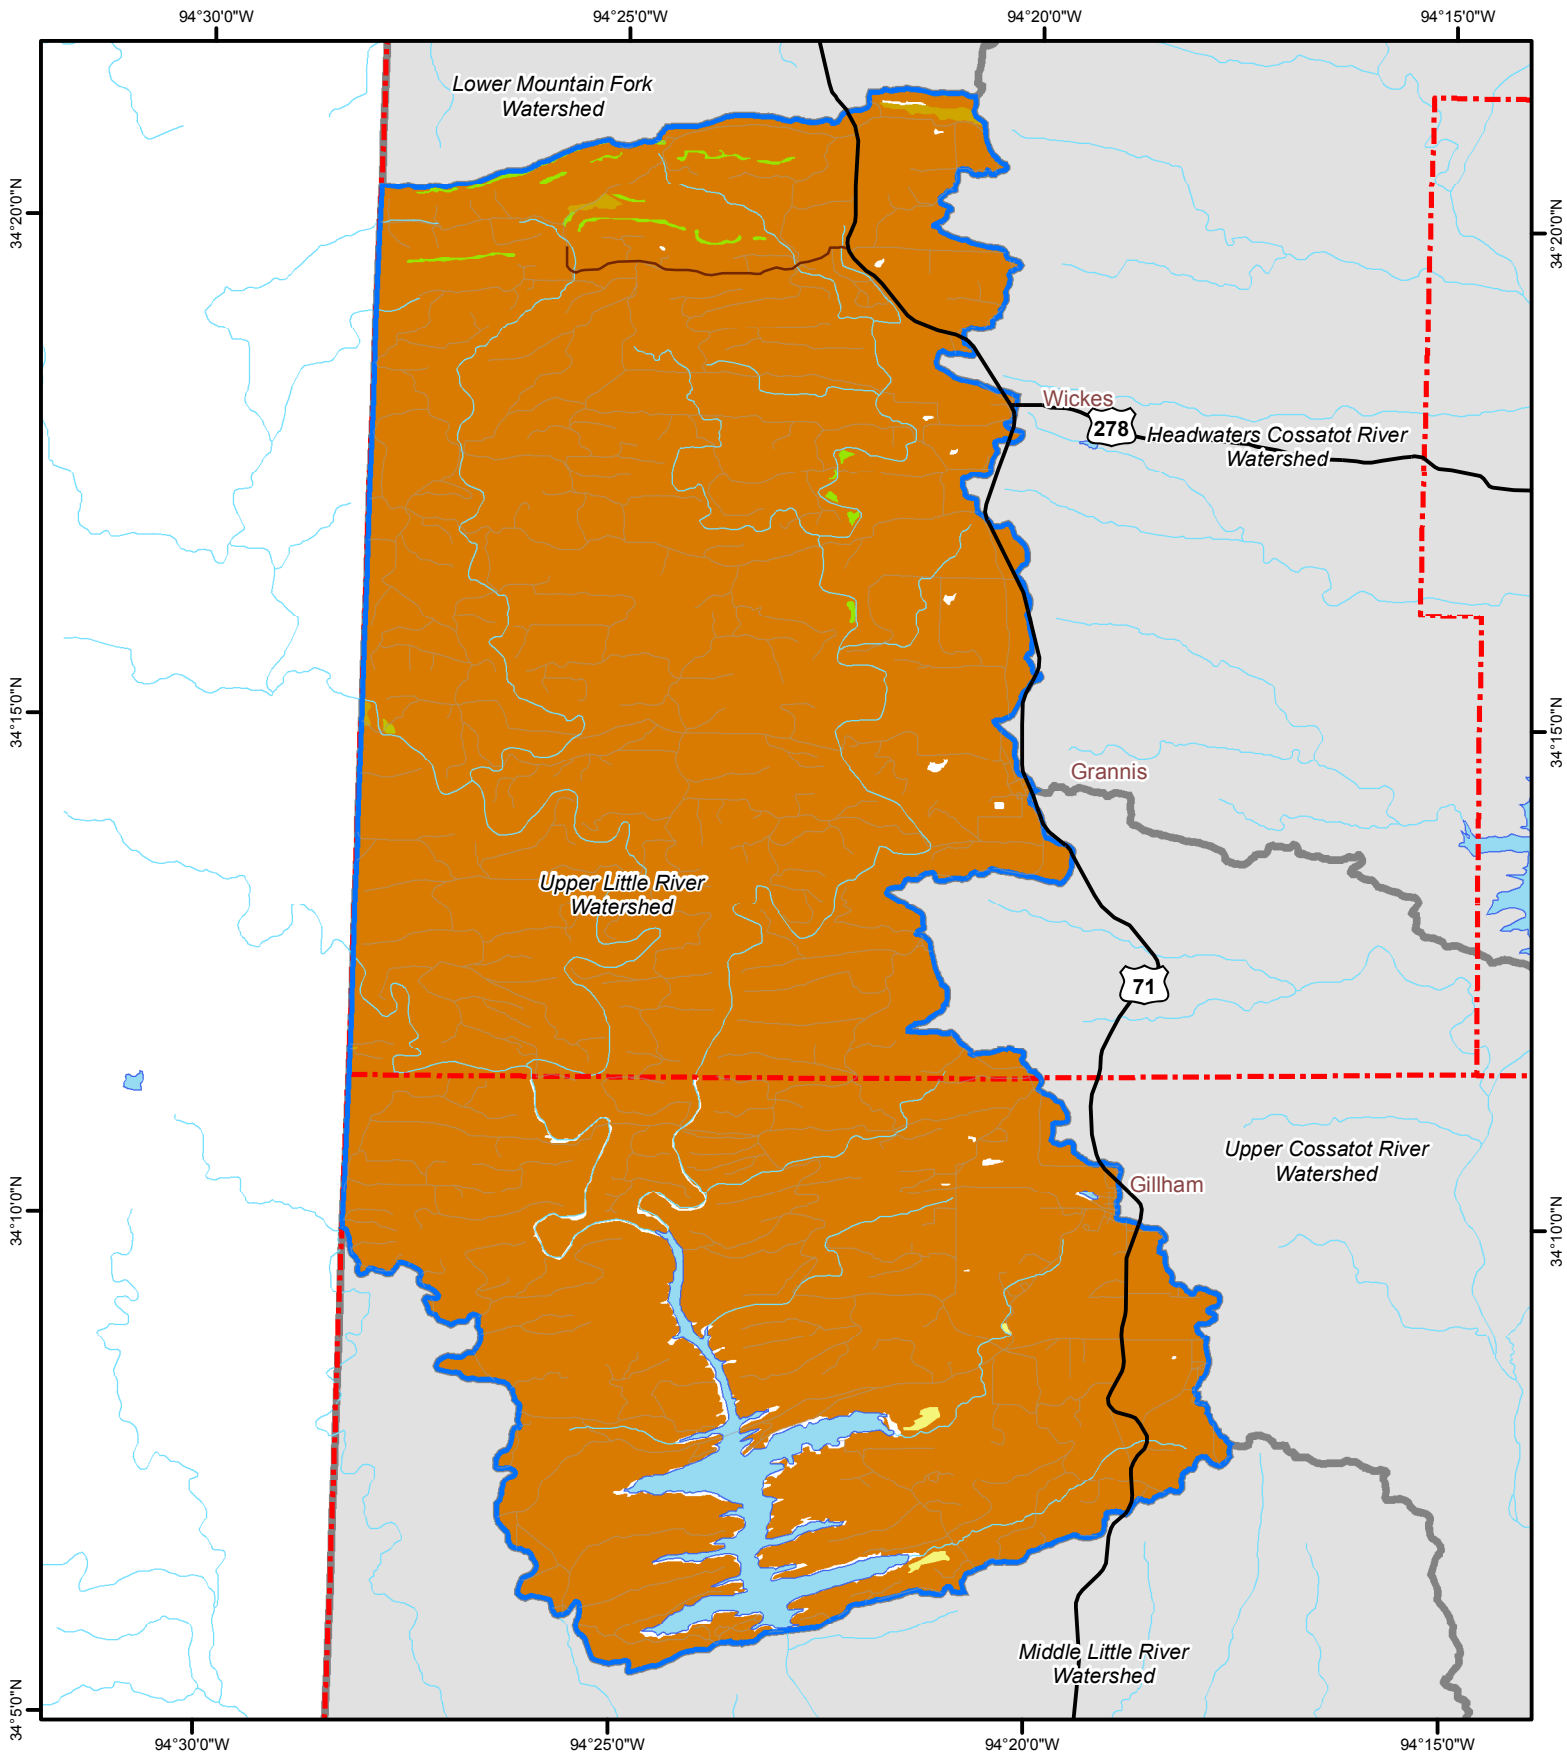 94°30'0"W
94°25'0"W
94°20'0"W
94°15'0"W
Lower Mountain Fork
Watershed
34°20'0"N
34°20'0"N
Wickes
278
Headwaters Cossatot River
Watershed
34°15'0"N
34°15'0"N
Grannis
Upper Little River
Watershed
71
Upper Cossatot River
Watershed
Gillham
34°10'0"N
34°10'0"N
Middle Little River
Watershed
34°5'0"N
94°30'0"W
94°25'0"W
94°20'0"W
94°15'0"W